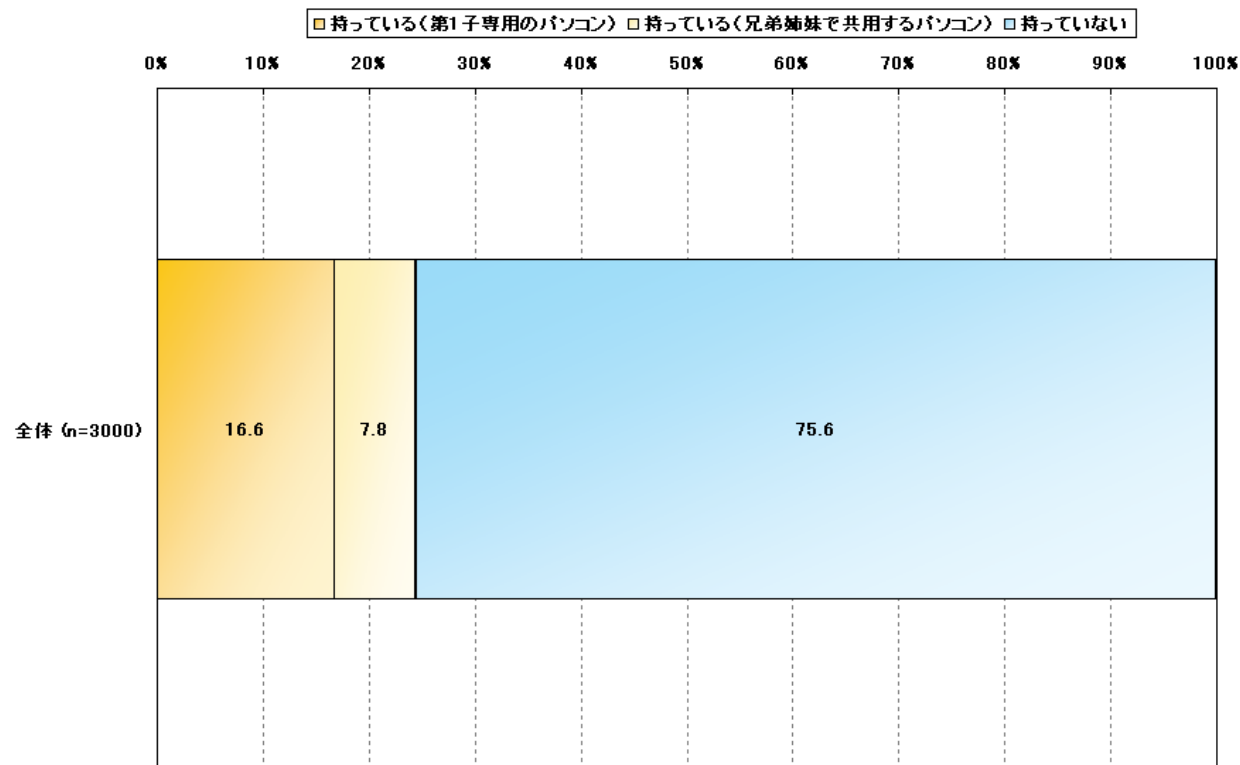 持っている(第1子専用のパソコン) 持っている(兄弟姉妹で共用するパソコン) 持っていない
0% 10% 20% 30% 40% 50% 60% 70% 80% 90% 100%
全体 (n=3000) 16.6 7.8 75.6